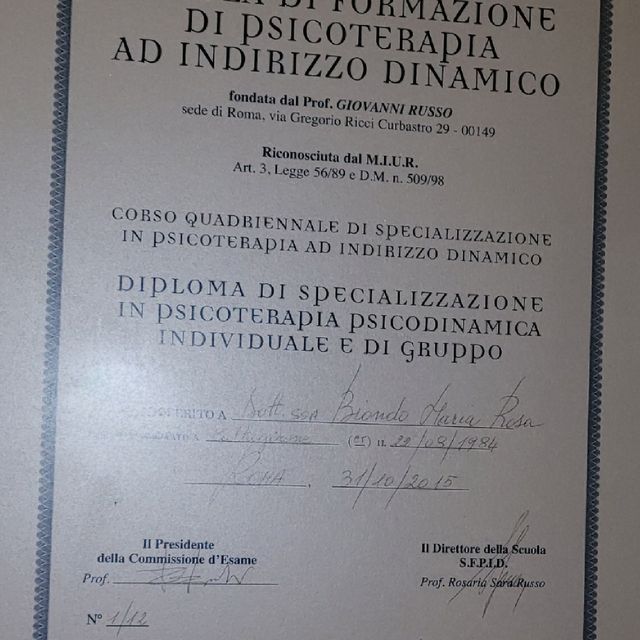 DI FORMAZIONE
DI PSICOTERAPIA
AD INDIRIZZO DINAMICO
fondata dal Prof. GIOVANNI RUSSO
sede di Roma, via Gregorio Ricci Curbastro 29 - 00149
Riconosciuta dal M.I.U.R.
Art. 3, Legge 56/89 e D.M. n. 509/98
CORSO QUADRIENNALE DI SPECIALIZZAZIONE
IN PSICOTERAPIA AD INDIRIZZO DINAMICO
DIPLOMA DI SPECIALIZZAZIONE
IN PSICOTERAPIA PSICODINAMICA
INDIVIDUALE E DI GRUPPO
A Dott.ssa Biondo Maria Rosa
A (CT) IL 22/08/1984
ROMA, 31/10/2015
Il Presidente
della Commissione d'Esame
Prof.
Il Direttore della Scuola
S.F.P.I.D.
Prof. Rosaria Sara Russo
N° 1/12